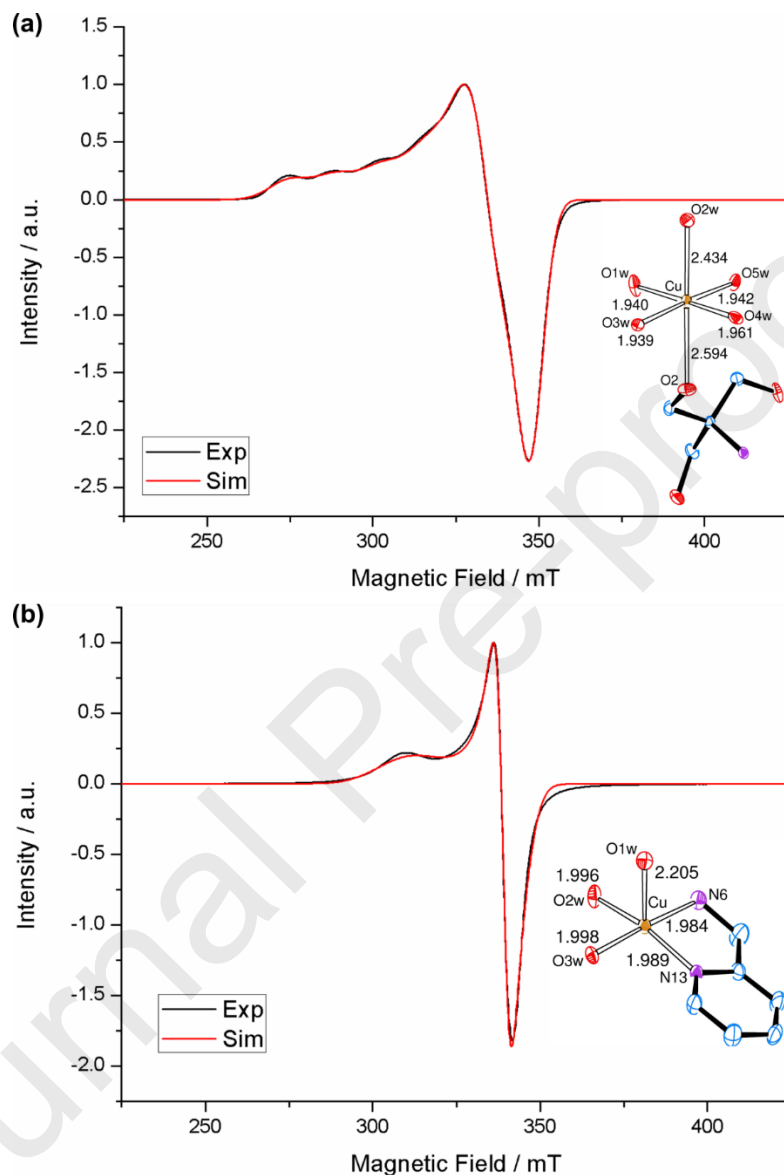 (a)
1.5
1.0
0.5
0.0
-0.5
-1.0
-1.5
-2.0
-2.5
Intensity / a.u.
O2w
2.434
O1w
Cu
O5w
1.940
1.942
O3w
O4w
1.939
1.961
2.594
O2
Exp
Sim
250
300
350
400
Magnetic Field / mT
(b)
1.0
0.5
0.0
-0.5
-1.0
-1.5
-2.0
Intensity / a.u.
O1w
1.996
2.205
O2w
Cu
N6
1.998
1.984
O3w
1.989
N13
Exp
Sim
250
300
350
400
Magnetic Field / mT
urnal Pre-proo